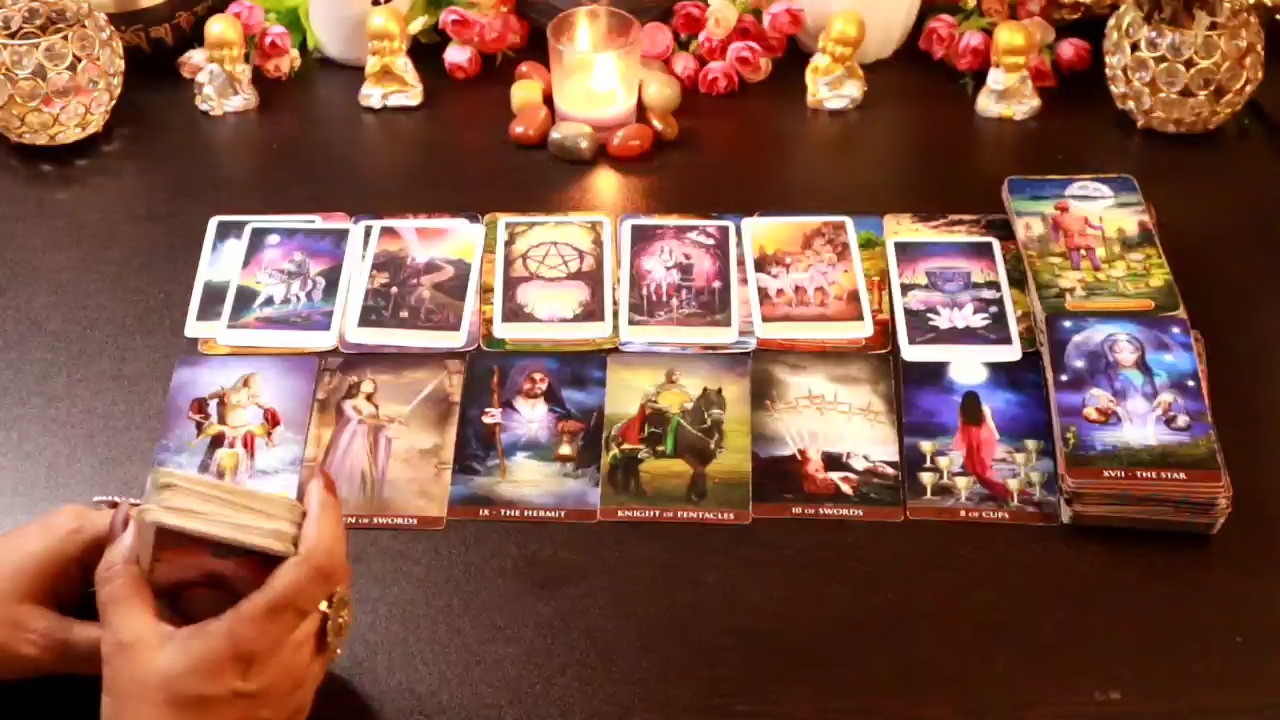 EN OF SWORDS
IX - THE HERMIT
KNIGHT OF PENTACLES
10 OF SWORDS
8 OF CUPS
XVII - THE STAR